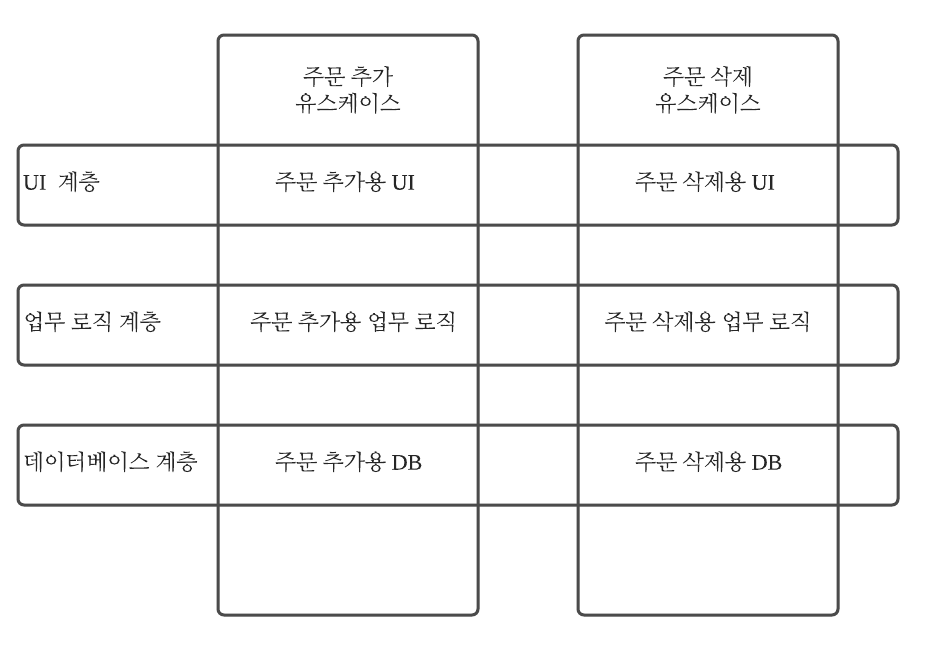 주문 추가
유스케이스
주문 삭제
유스케이스
UI 계층
주문 추가용 UI
주문 삭제용 UI
업무 로직 계층
주문 추가용 업무 로직
주문 삭제용 업무 로직
데이터베이스 계층
주문 추가용 DB
주문 삭제용 DB